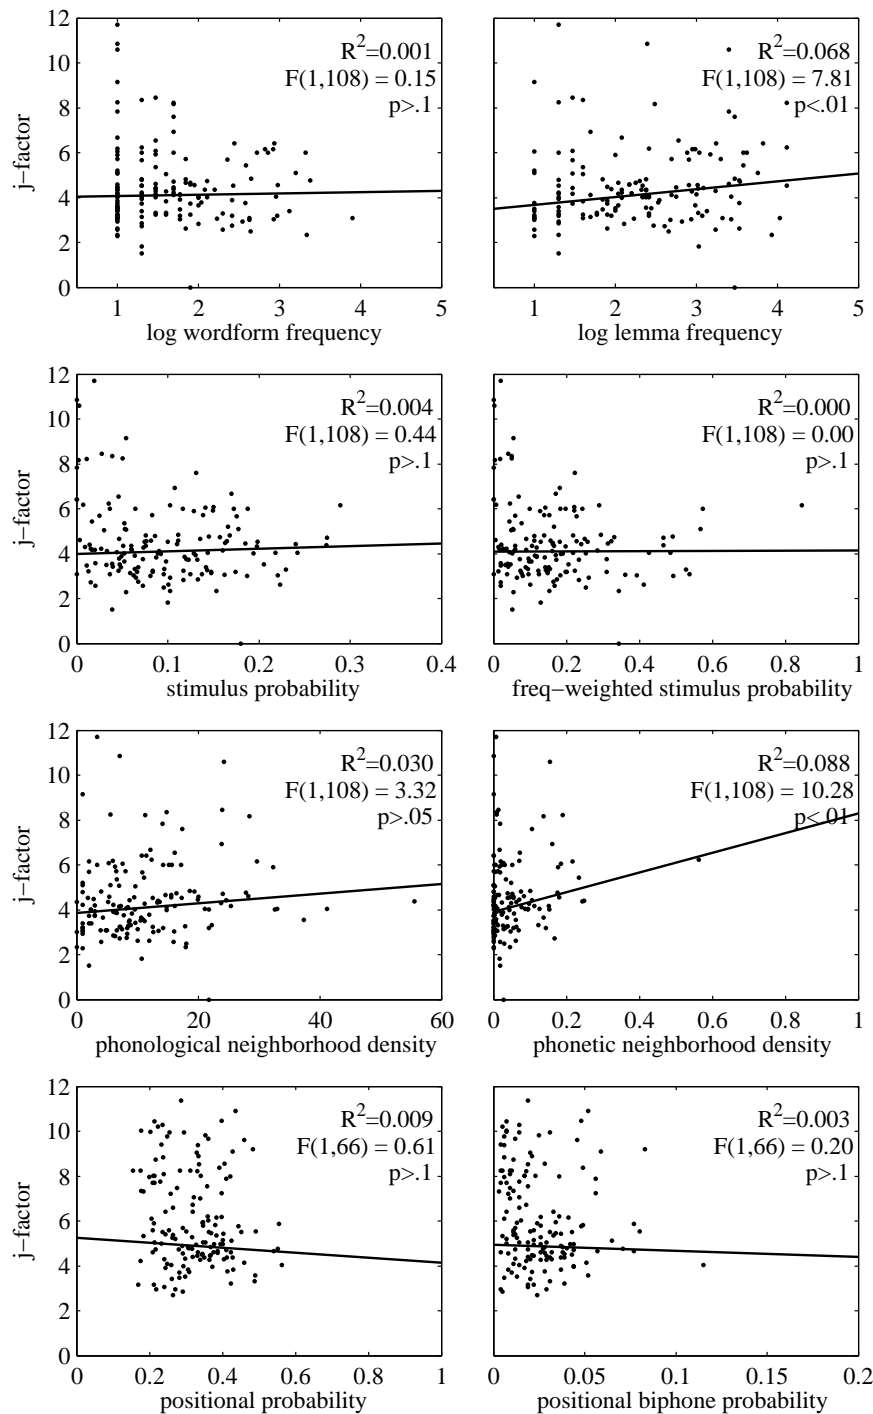 12
10
8
6
4
2
0
j−factor
R2=0.001
F(1,108) = 0.15
p>.1
1 2 3 4 5
log wordform frequency
R2=0.068
F(1,108) = 7.81
p<.01
1 2 3 4 5
log lemma frequency
12
10
8
6
4
2
0
j−factor
R2=0.004
F(1,108) = 0.44
p>.1
0 0.1 0.2 0.3 0.4
stimulus probability
R2=0.000
F(1,108) = 0.00
p>.1
0 0.2 0.4 0.6 0.8 1
freq−weighted stimulus probability
12
10
8
6
4
2
0
j−factor
R2=0.030
F(1,108) = 3.32
p>.05
0 20 40 60
phonological neighborhood density
R2=0.088
F(1,108) = 10.28
p<.01
0 0.2 0.4 0.6 0.8 1
phonetic neighborhood density
12
10
8
6
4
2
0
j−factor
R2=0.009
F(1,66) = 0.61
p>.1
0 0.2 0.4 0.6 0.8 1
positional probability
R2=0.003
F(1,66) = 0.20
p>.1
0 0.05 0.1 0.15 0.2
positional biphone probability